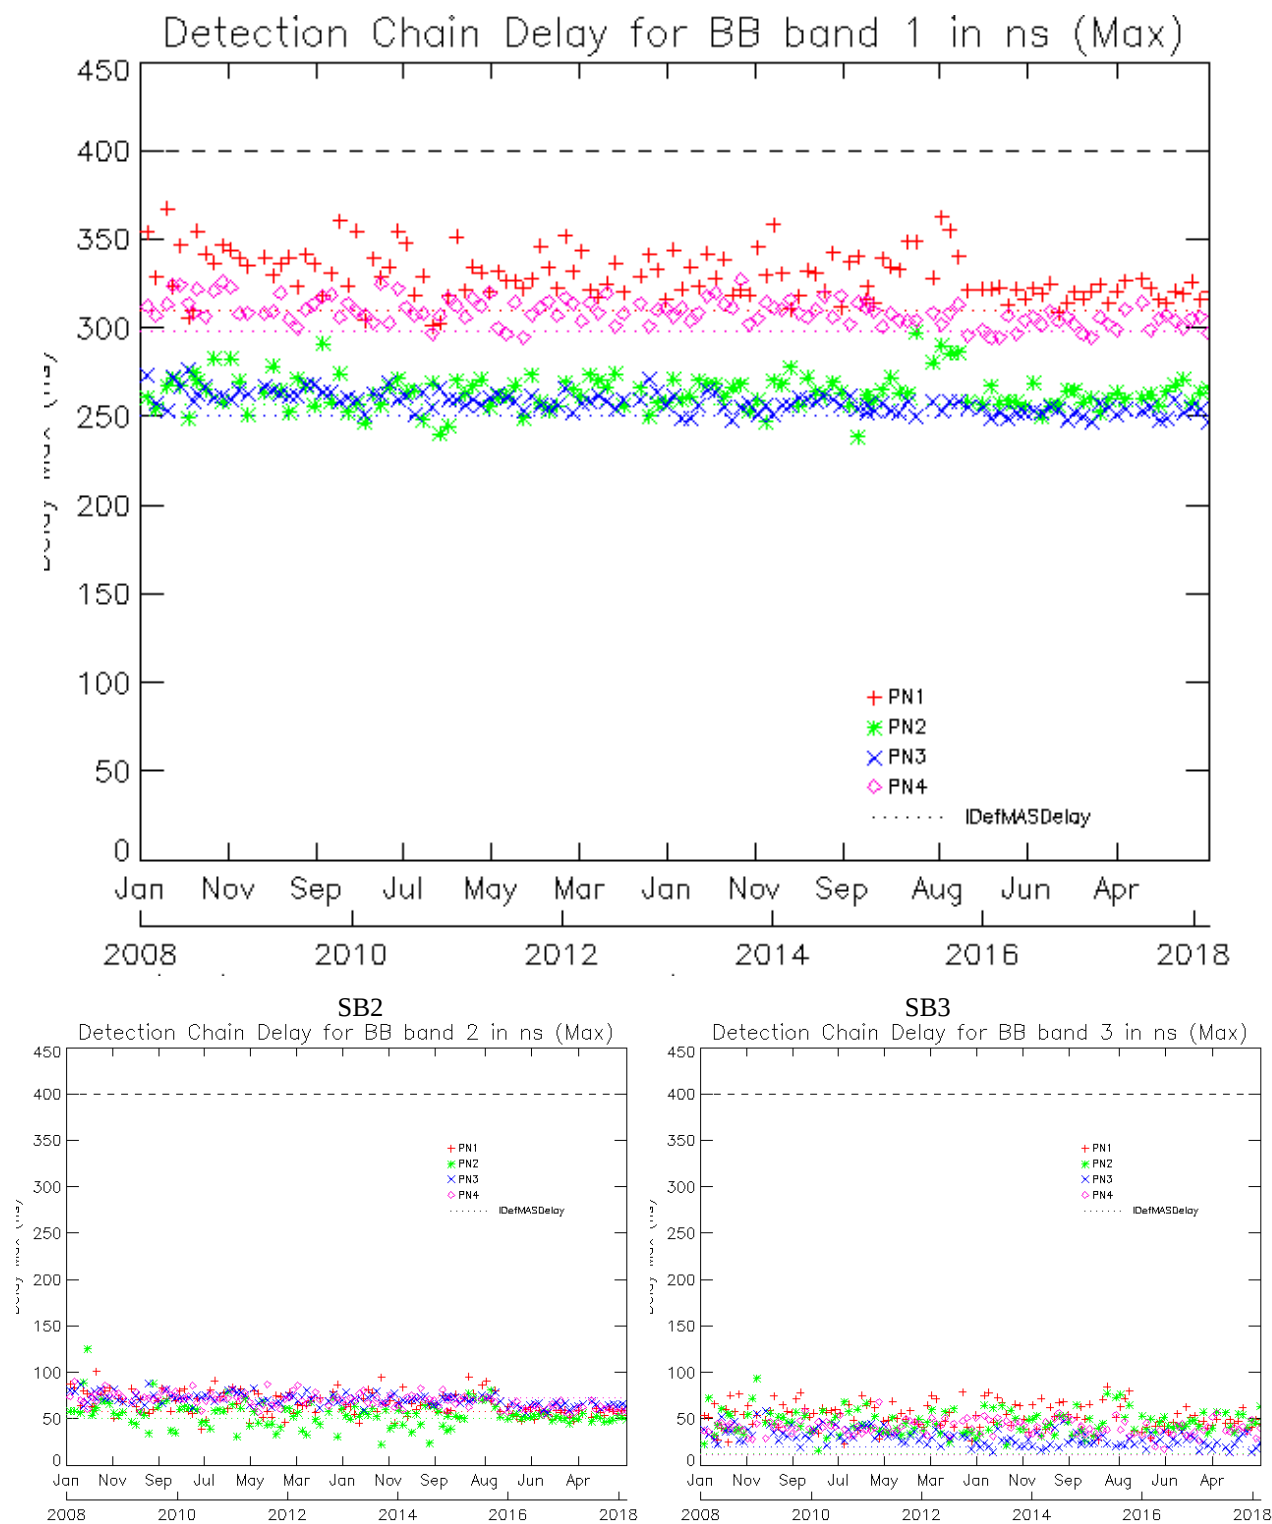 Detection Chain Delay for BB band 1 in ns (Max)
450
400
350
300
250
200
150
100
50
0
PN1
PN2
PN3
PN4
IDefMASDelay
Jan Nov Sep Jul May Mar Jan Nov Sep Aug Jun Apr
2008 2010 2012 2014 2016 2018
SB2
Detection Chain Delay for BB band 2 in ns (Max)
450
400
350
300
250
200
150
100
50
0
PN1
PN2
PN3
PN4
IDefMASDelay
Jan Nov Sep Jul May Mar Jan Nov Sep Aug Jun Apr
2008 2010 2012 2014 2016 2018
SB3
Detection Chain Delay for BB band 3 in ns (Max)
450
400
350
300
250
200
150
100
50
0
PN1
PN2
PN3
PN4
IDefMASDelay
Jan Nov Sep Jul May Mar Jan Nov Sep Aug Jun Apr
2008 2010 2012 2014 2016 2018